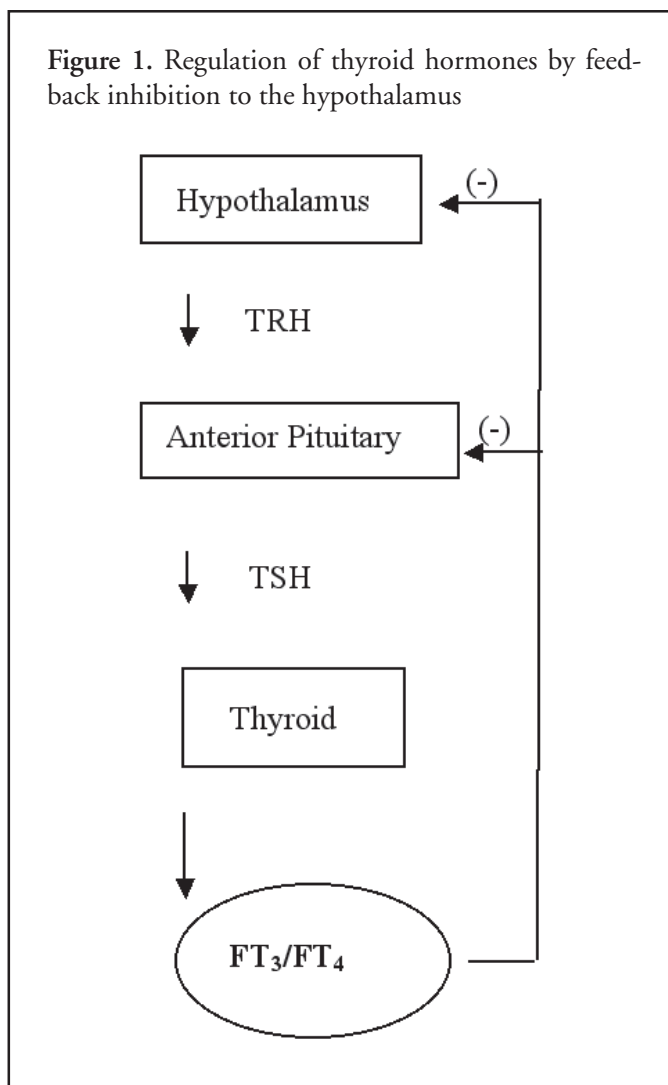 Figure 1. Regulation of thyroid hormones by feed-
back inhibition to the hypothalamus
(-)
Hypothalamus
TRH
Anterior Pituitary
(-)
TSH
Thyroid
FT₃/FT₄